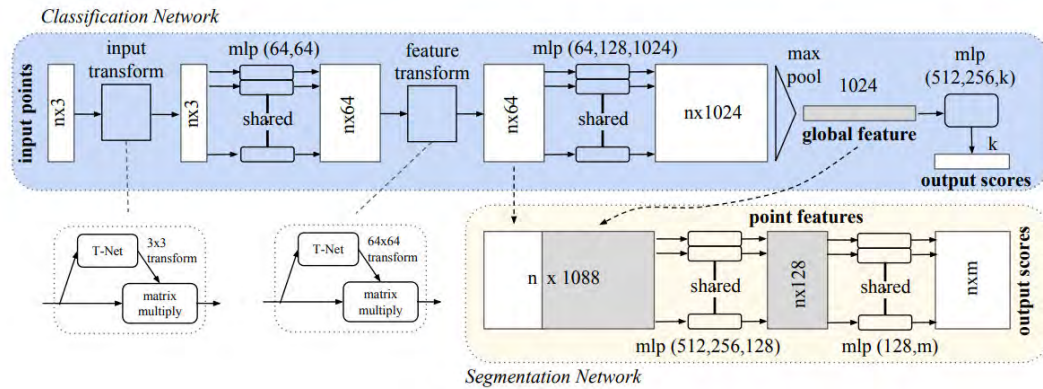 Classification Network
input points
nx3
input
transform
nx3
mlp (64,64)
shared
nx64
feature
transform
nx64
mlp (64,128,1024)
shared
nx1024
max
pool
1024
global feature
mlp
(512,256,k)
k
output scores
T-Net
3x3
transform
matrix
multiply
T-Net
64x64
transform
matrix
multiply
point features
n x 1088
shared
mlp (512,256,128)
nx128
shared
mlp (128,m)
nxm
output scores
Segmentation Network